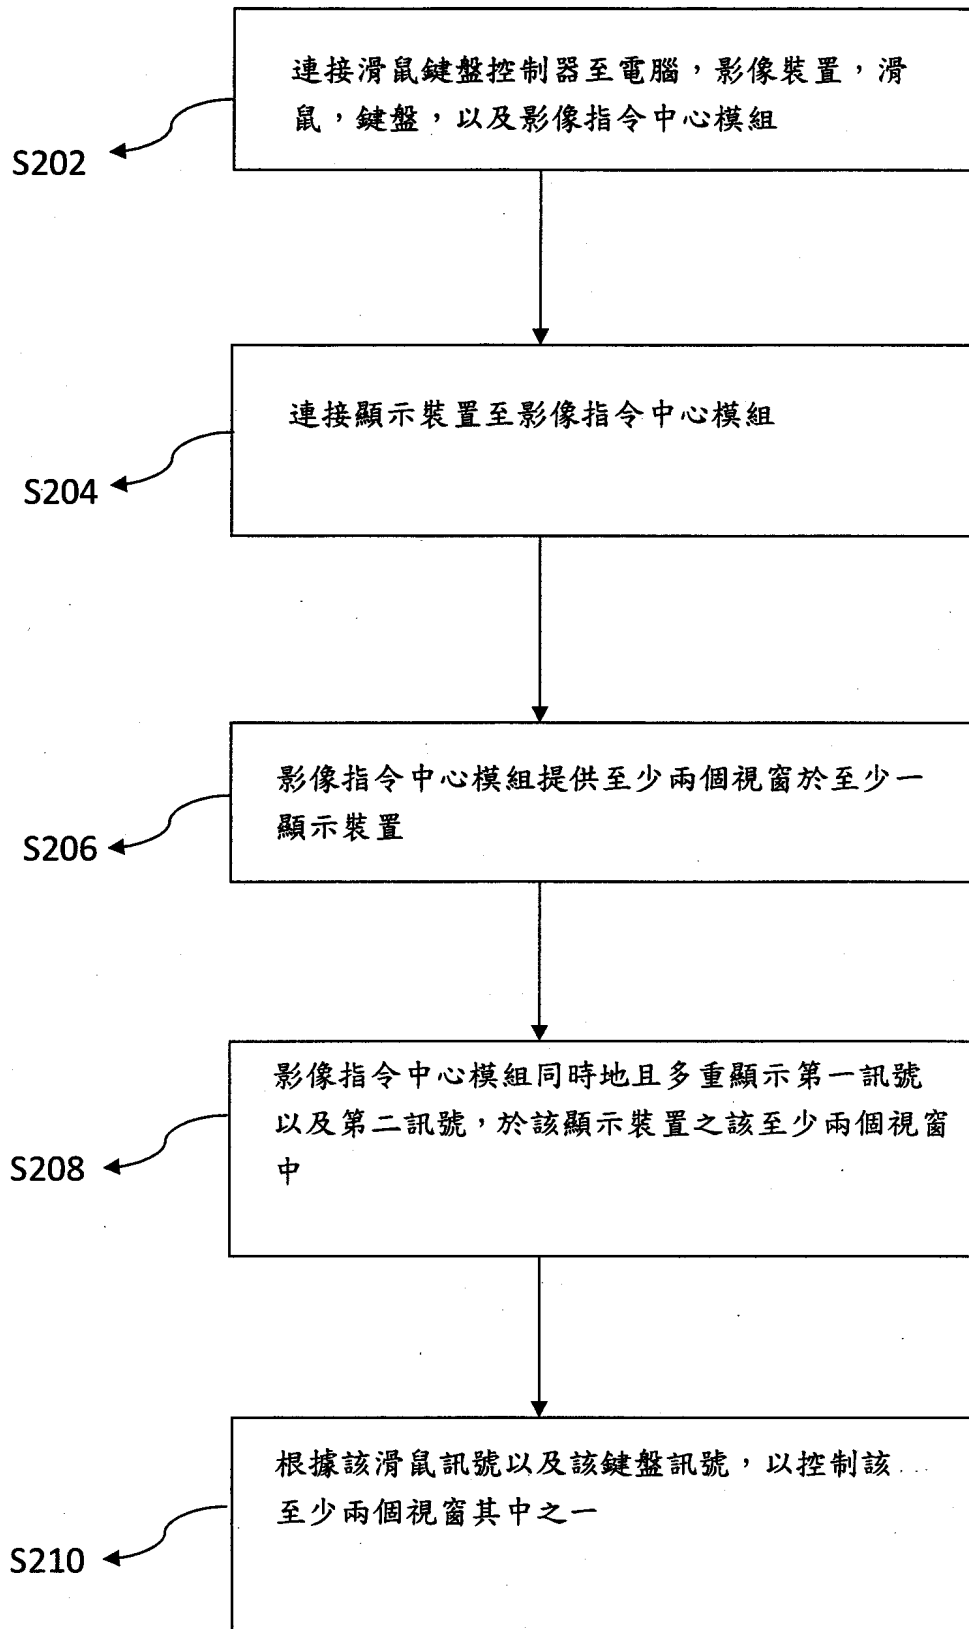 連接滑鼠鍵盤控制器至電腦，影像裝置，滑
鼠，鍵盤，以及影像指令中心模組
S202
連接顯示裝置至影像指令中心模組
S204
影像指令中心模組提供至少兩個視窗於至少一
顯示裝置
S206
影像指令中心模組同時地且多重顯示第一訊號
以及第二訊號，於該顯示裝置之該至少兩個視窗
中
S208
根據該滑鼠訊號以及該鍵盤訊號，以控制該
至少兩個視窗其中之一
S210